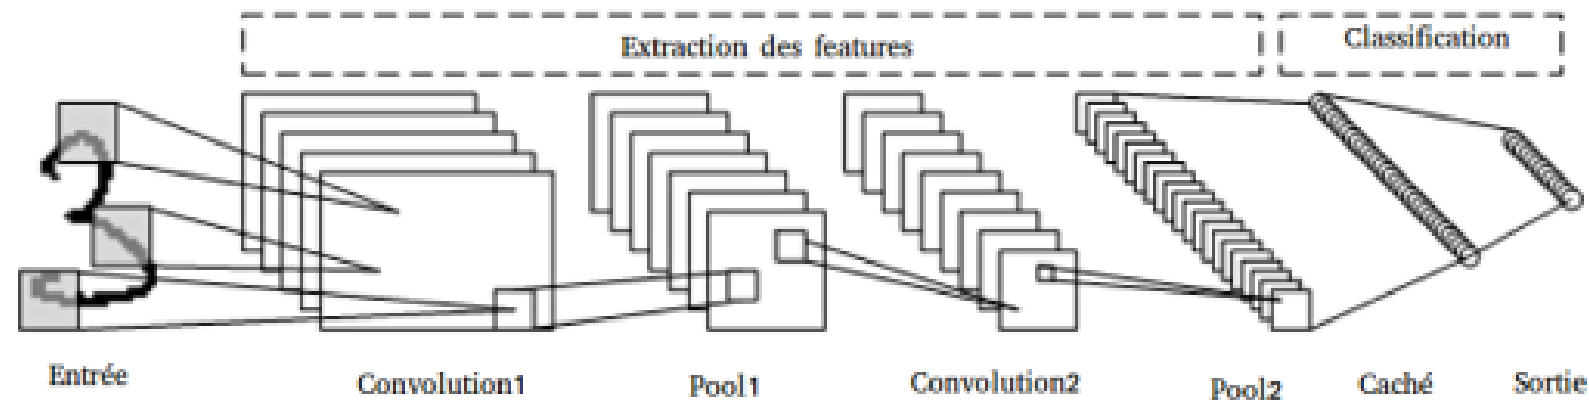 Extraction des features
Classification
Entrée
Convolution1
Pool1
Convolution2
Pool2
Caché
Sortie